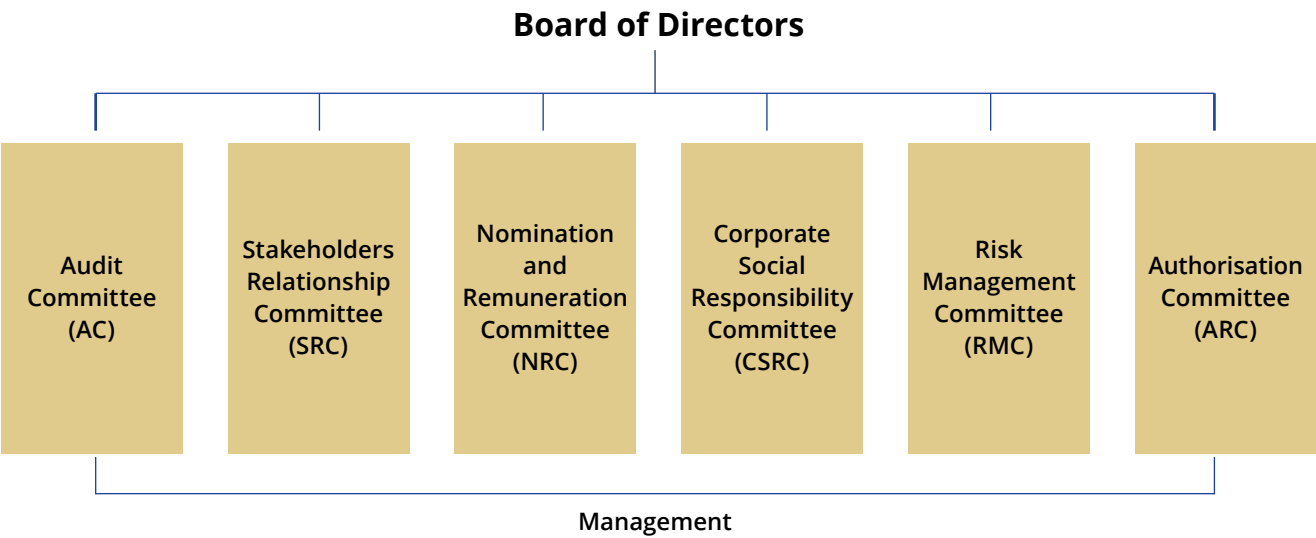 Board of Directors
Audit
Committee
(AC)
Stakeholders
Relationship
Committee
(SRC)
Nomination
and
Remuneration
Committee
(NRC)
Corporate
Social
Responsibility
Committee
(CSRC)
Risk
Management
Committee
(RMC)
Authorisation
Committee
(ARC)
Management